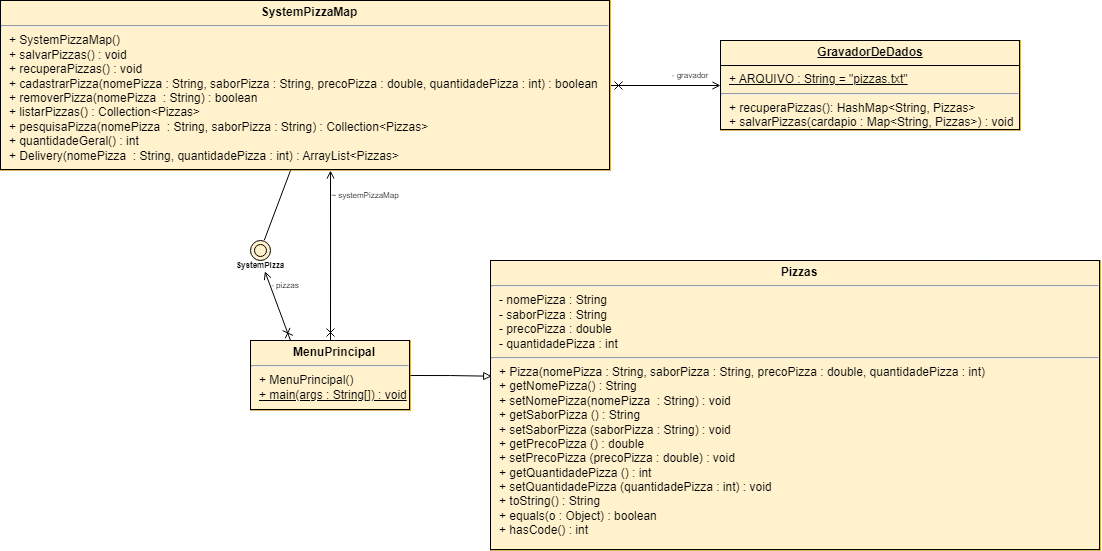 SystemPizzaMap
+ SystemPizzaMap()
+ salvarPizzas() : void
+ recuperaPizzas() : void
+ cadastrarPizza(nomePizza : String, saborPizza : String, precoPizza : double, quantidadePizza : int) : boolean
+ removerPizza(nomePizza : String) : boolean
+ listarPizzas() : Collection<Pizzas>
+ pesquisaPizza(nomePizza : String, saborPizza : String) : Collection<Pizzas>
+ quantidadeGeral() : int
+ Delivery(nomePizza : String, quantidadePizza : int) : ArrayList<Pizzas>
- gravador
GravadorDeDados
+ ARQUIVO : String = "pizzas.txt"
+ recuperaPizzas(): HashMap<String, Pizzas>
+ salvarPizzas(cardapio : Map<String, Pizzas>) : void
~ systemPizzaMap
SystemPizza
- pizzas
MenuPrincipal
+ MenuPrincipal()
+ main(args : String[]) : void
Pizzas
- nomePizza : String
- saborPizza : String
- precoPizza : double
- quantidadePizza : int
+ Pizza(nomePizza : String, saborPizza : String, precoPizza : double, quantidadePizza : int)
+ getNomePizza() : String
+ setNomePizza(nomePizza : String) : void
+ getSaborPizza () : String
+ setSaborPizza (saborPizza : String) : void
+ getPrecoPizza () : double
+ setPrecoPizza (precoPizza : double) : void
+ getQuantidadePizza () : int
+ setQuantidadePizza (quantidadePizza : int) : void
+ toString() : String
+ equals(o : Object) : boolean
+ hasCode() : int